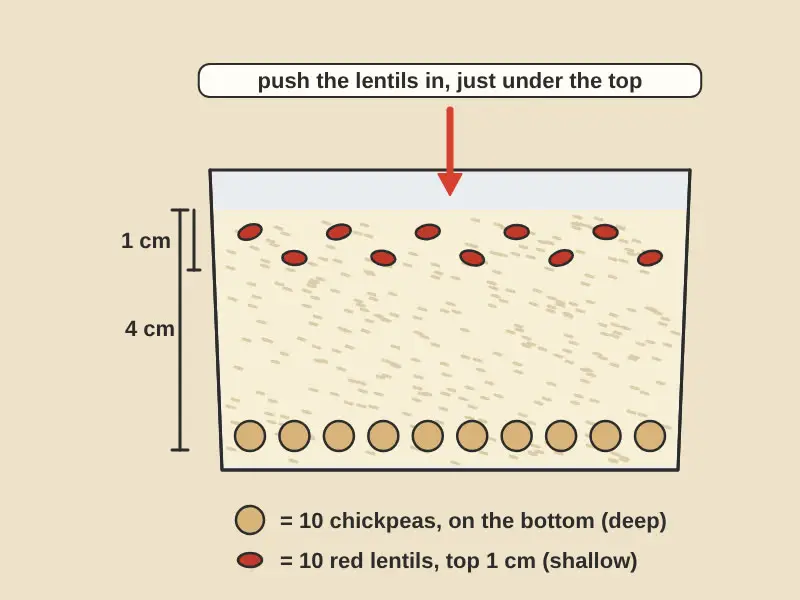 push the lentils in, just under the top
1 cm
4 cm
= 10 chickpeas, on the bottom (deep)
= 10 red lentils, top 1 cm (shallow)